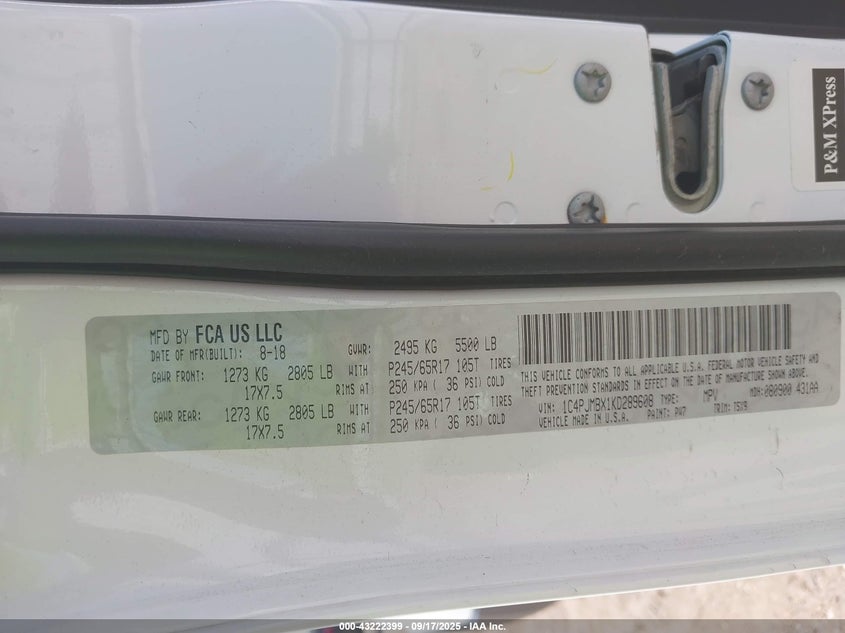 P&M XPress
MFD BY FCA US LLC
DATE OF MFR(BUILT): 8-18 GVWR: 2495 KG 5500 LB
GAWR FRONT: 1273 KG 2805 LB WITH P245/65R17 105T TIRES
17X7.5 RIMS AT 250 KPA ( 36 PSI) COLD
GAWR REAR: 1273 KG 2805 LB WITH P245/65R17 105T TIRES
17X7.5 RIMS AT 250 KPA ( 36 PSI) COLD
THIS VEHICLE CONFORMS TO ALL APPLICABLE U.S.A. FEDERAL MOTOR VEHICLE SAFETY AND
THEFT PREVENTION STANDARDS IN EFFECT ON THE DATE OF MANUFACTURE SHOWN ABOVE.
VIN: 1C4PJMBX1KD289608 TYPE: MPV MDH: 080900 431AA
VEHICLE MADE IN U.S.A. PAINT: PW7 TRIM: TSV9
000-43222399 - 09/17/2025 - IAA Inc.